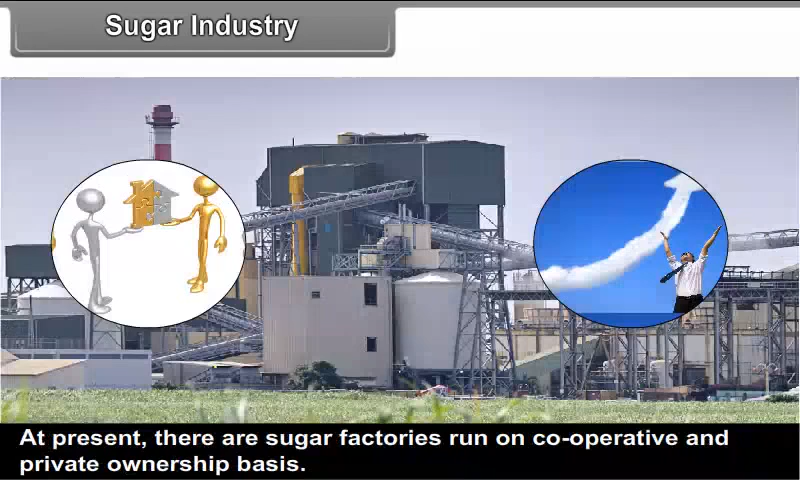 Sugar Industry
At present, there are sugar factories run on co-operative and
private ownership basis.